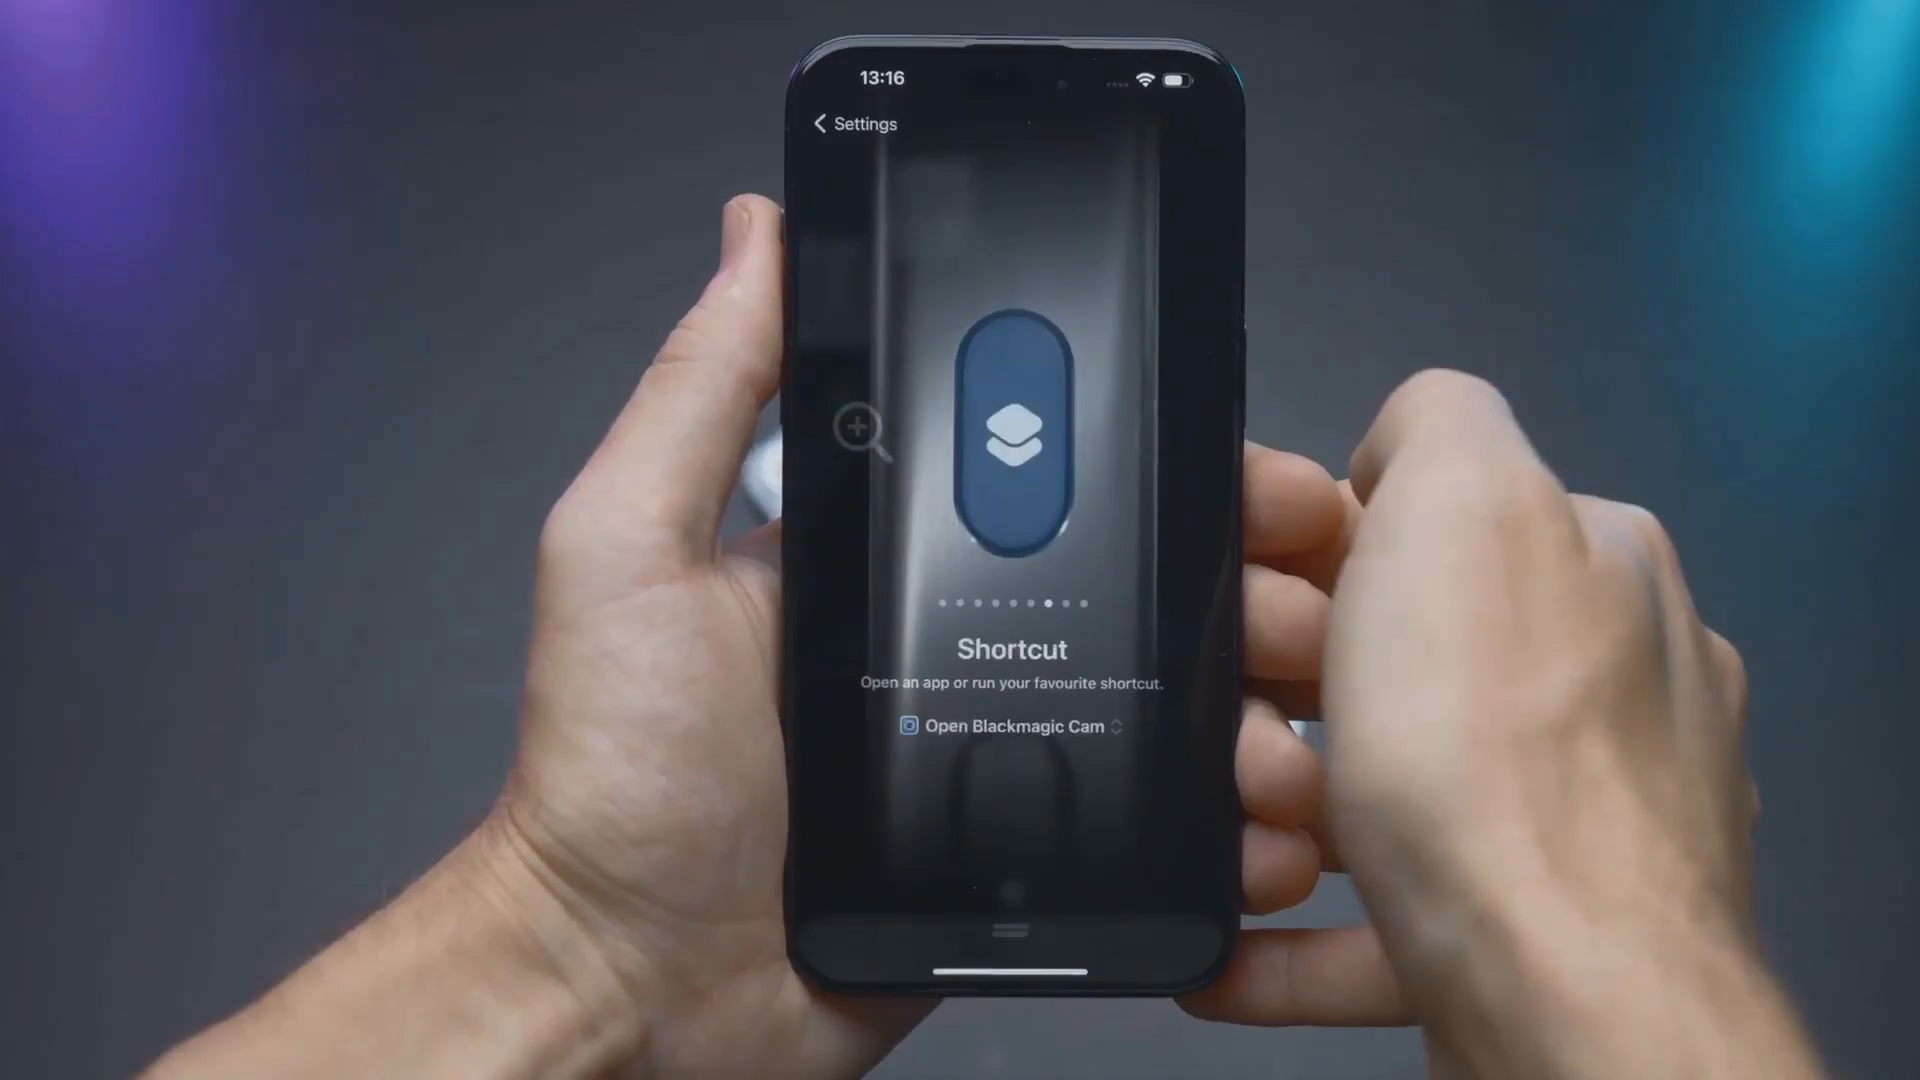 13:16
Settings
Shortcut
Open an app or run your favourite shortcut.
Open Blackmagic Cam